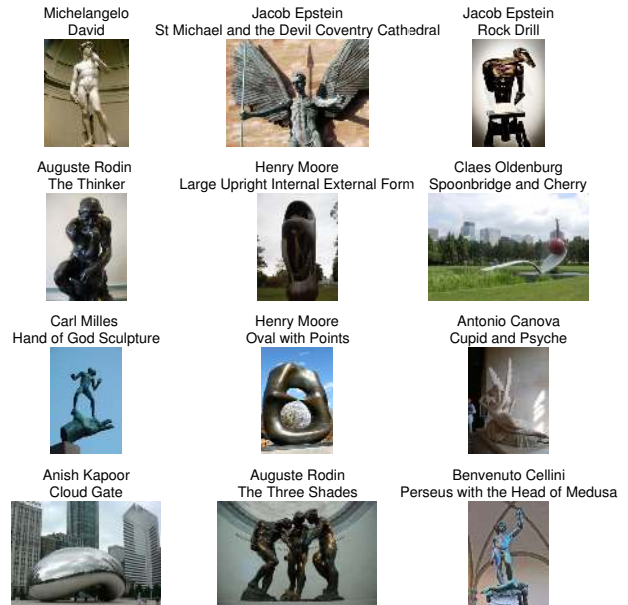 Michelangelo
David
Jacob Epstein
St Michael and the Devil Coventry Cathedral
Jacob Epstein
Rock Drill
Auguste Rodin
The Thinker
Henry Moore
Large Upright Internal External Form
Claes Oldenburg
Spoonbridge and Cherry
Carl Milles
Hand of God Sculpture
Henry Moore
Oval with Points
Antonio Canova
Cupid and Psyche
Anish Kapoor
Cloud Gate
Auguste Rodin
The Three Shades
Benvenuto Cellini
Perseus with the Head of Medusa